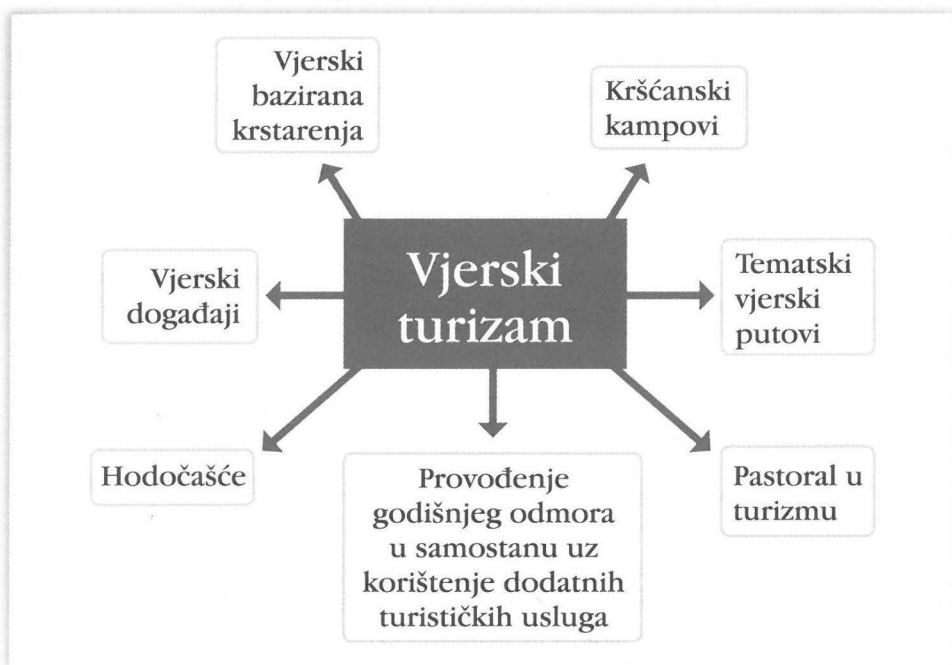 Vjerski
bazirana
krstarenja
Kršćanski
kampovi
Vjerski
događaji
Vjerski
turizam
Tematski
vjerski
putovi
Hodočašće
Provođenje
godišnjeg odmora
u samostanu uz
korištenje dodatnih
turističkih usluga
Pastoral u
turizmu